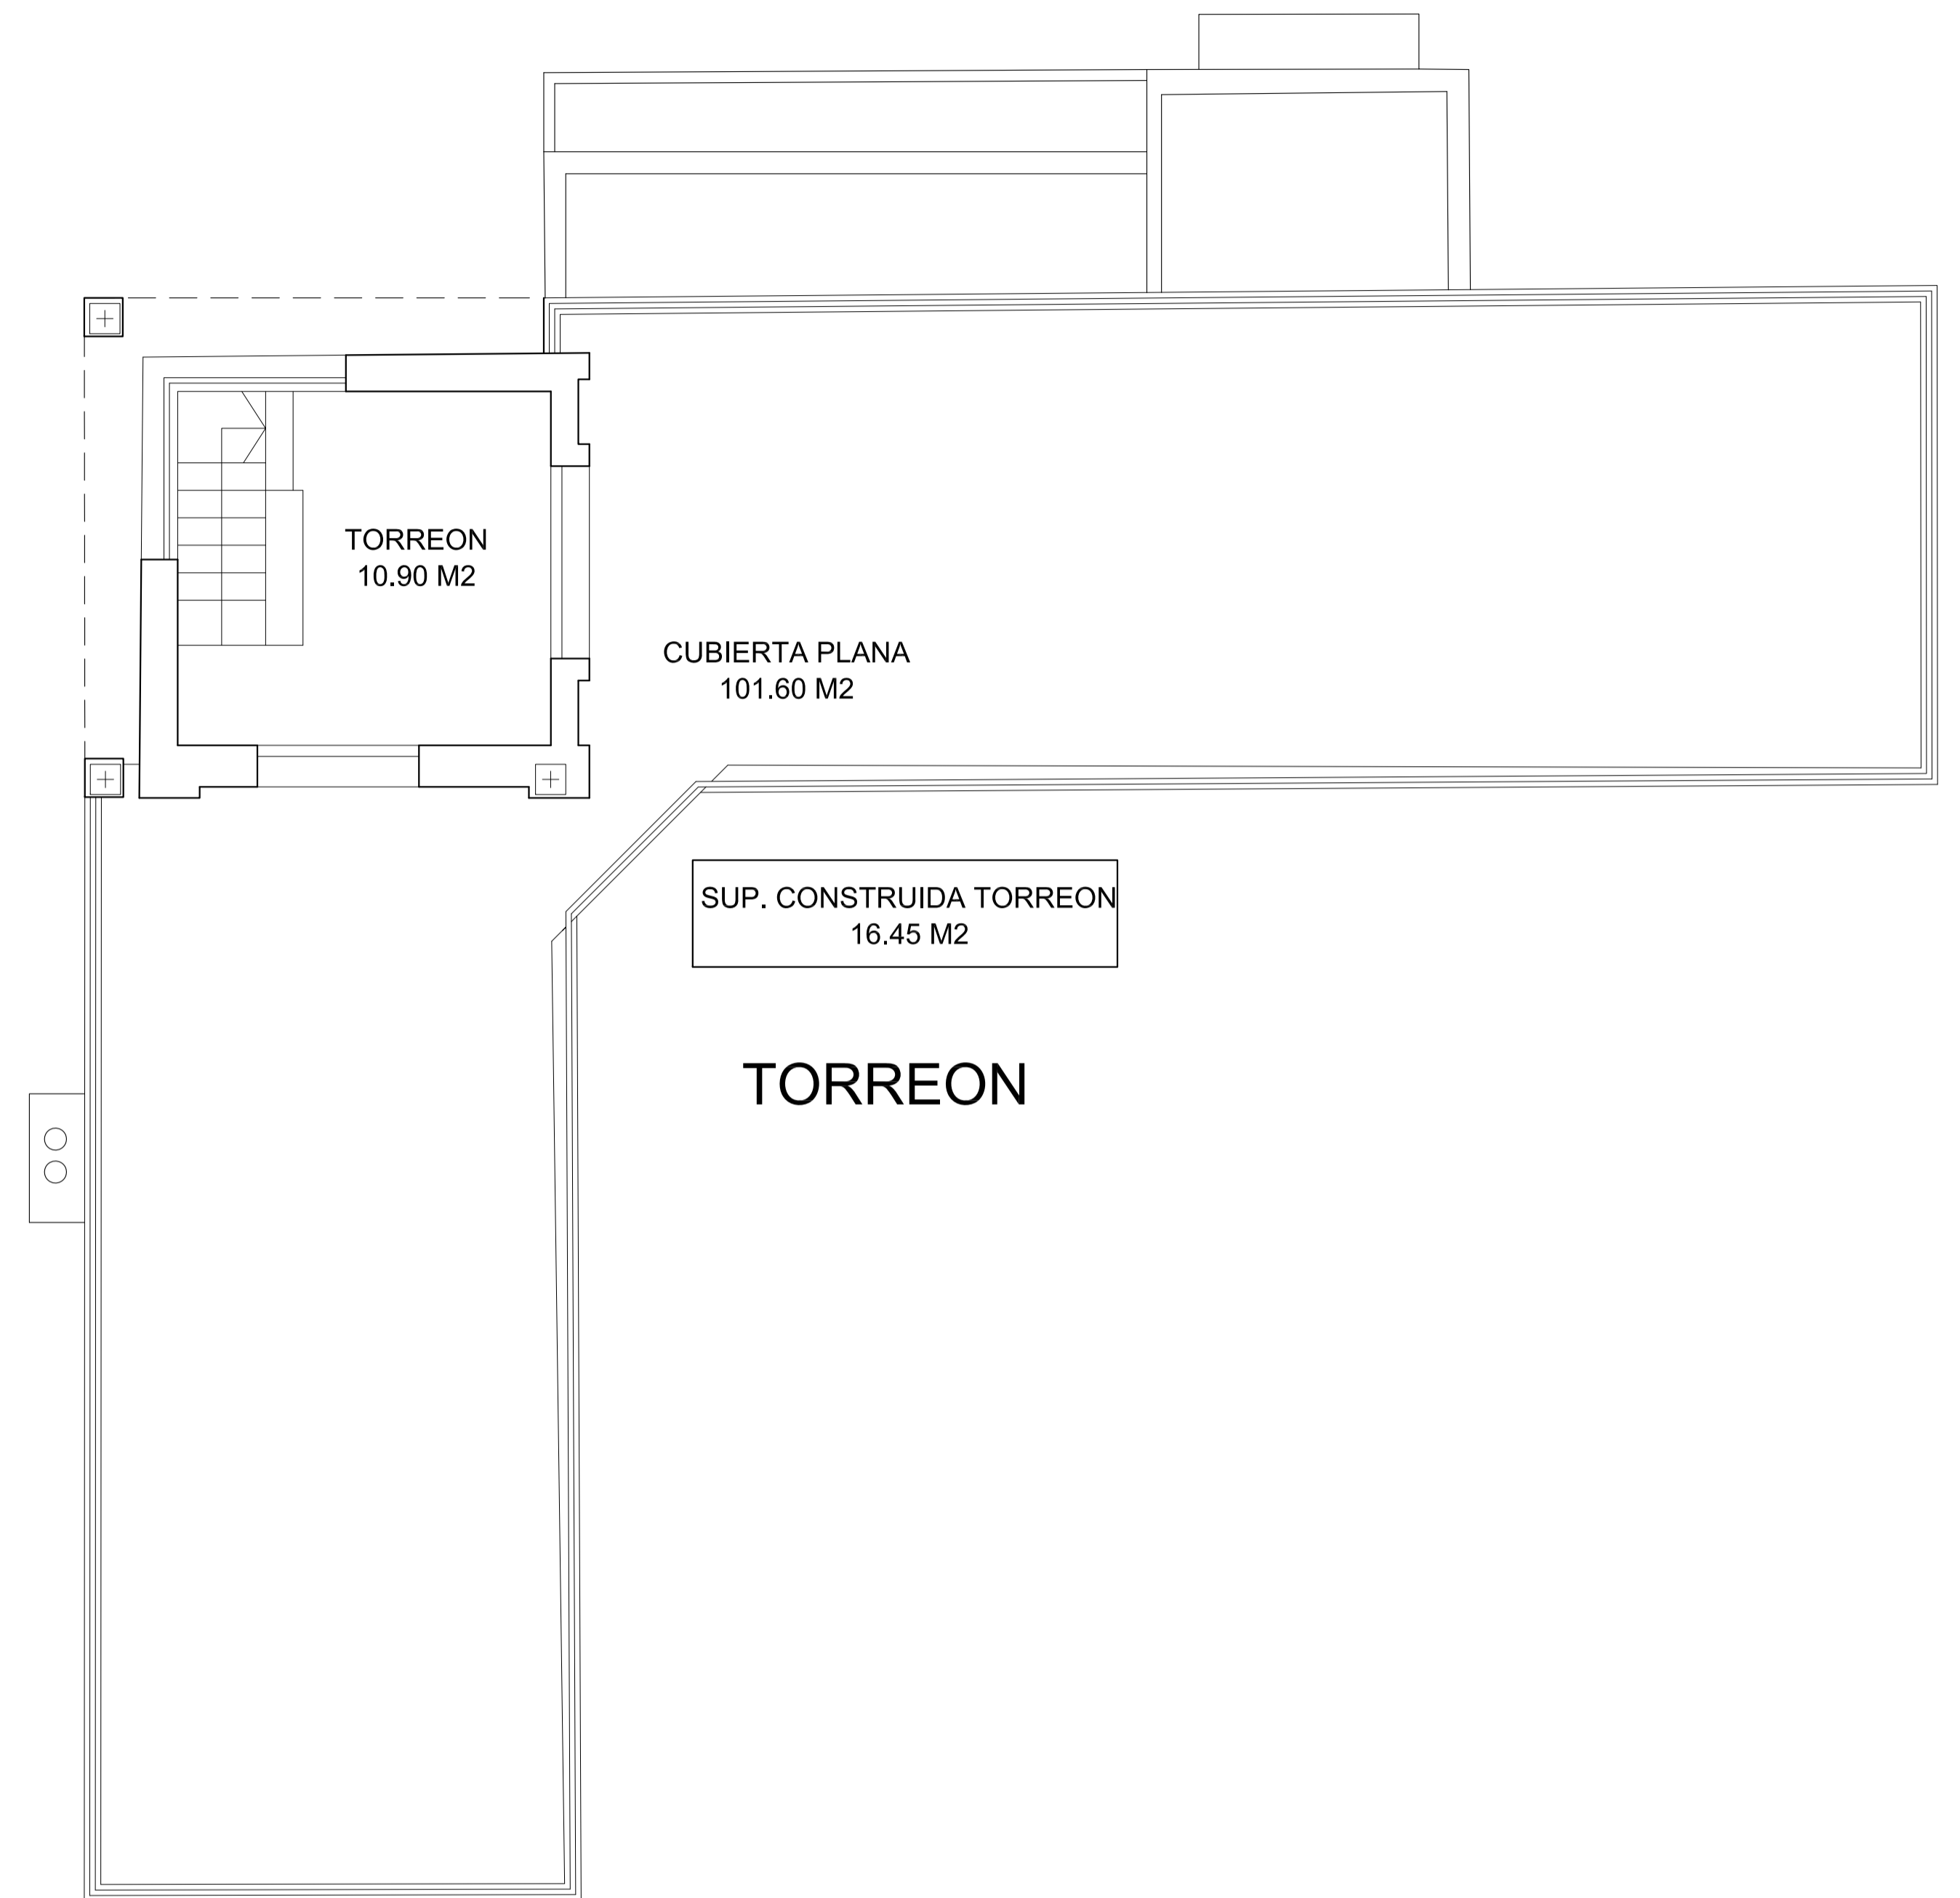 TORREON
10.90 M2
CUBIERTA PLANA
101.60 M2
SUP. CONSTRUIDA TORREON
16.45 M2
TORREON